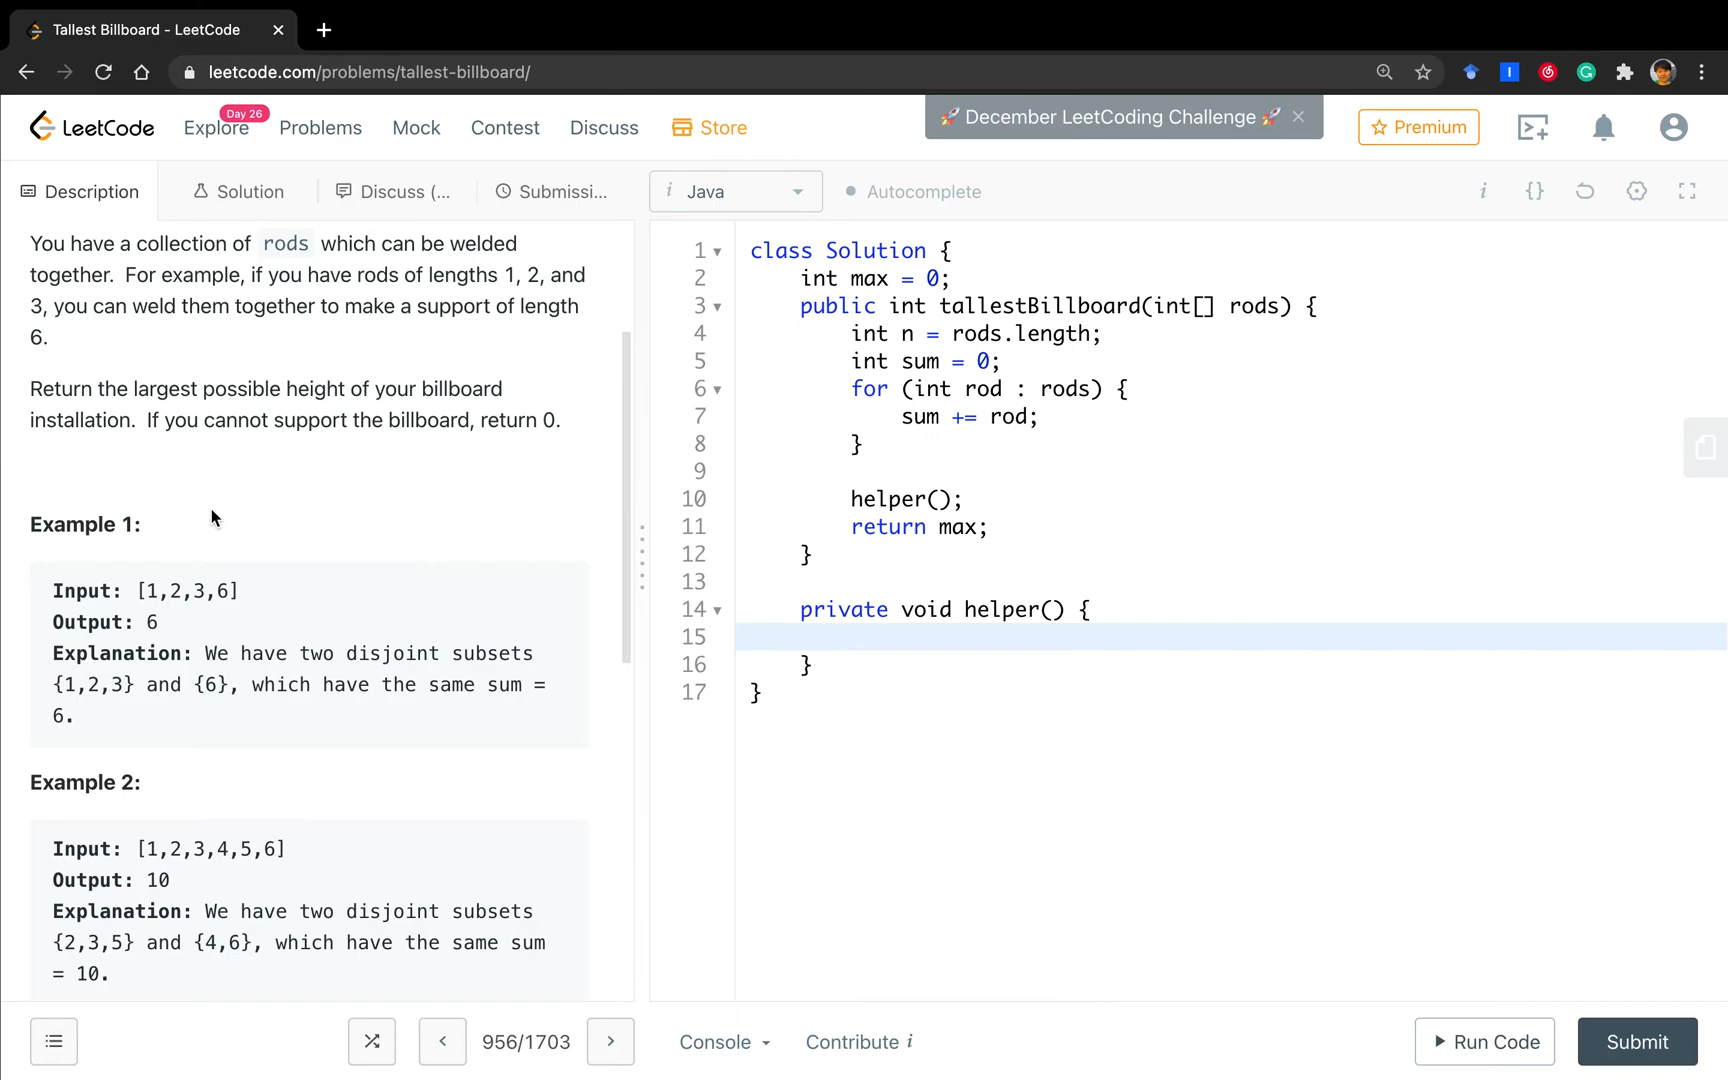 Tallest Billboard - LeetCode
leetcode.com/problems/tallest-billboard/
LeetCode
Explore
Day 26
Problems
Mock
Contest
Discuss
Store
🚀 December LeetCoding Challenge 🚀 ×
Premium
Description
Solution
Discuss (...
Submissi...
i Java
Autocomplete
You have a collection of rods which can be welded
together. For example, if you have rods of lengths 1, 2, and
3, you can weld them together to make a support of length
6.
Return the largest possible height of your billboard
installation. If you cannot support the billboard, return 0.
Example 1:
Input: [1,2,3,6]
Output: 6
Explanation: We have two disjoint subsets
{1,2,3} and {6}, which have the same sum =
6.
Example 2:
Input: [1,2,3,4,5,6]
Output: 10
Explanation: We have two disjoint subsets
{2,3,5} and {4,6}, which have the same sum
= 10.
1 class Solution {
2 int max = 0;
3 public int tallestBillboard(int[] rods) {
4 int n = rods.length;
5 int sum = 0;
6 for (int rod : rods) {
7 sum += rod;
8 }
9
10 helper();
11 return max;
12 }
13
14 private void helper() {
15
16 }
17 }
956/1703
Console
Contribute i
Run Code
Submit